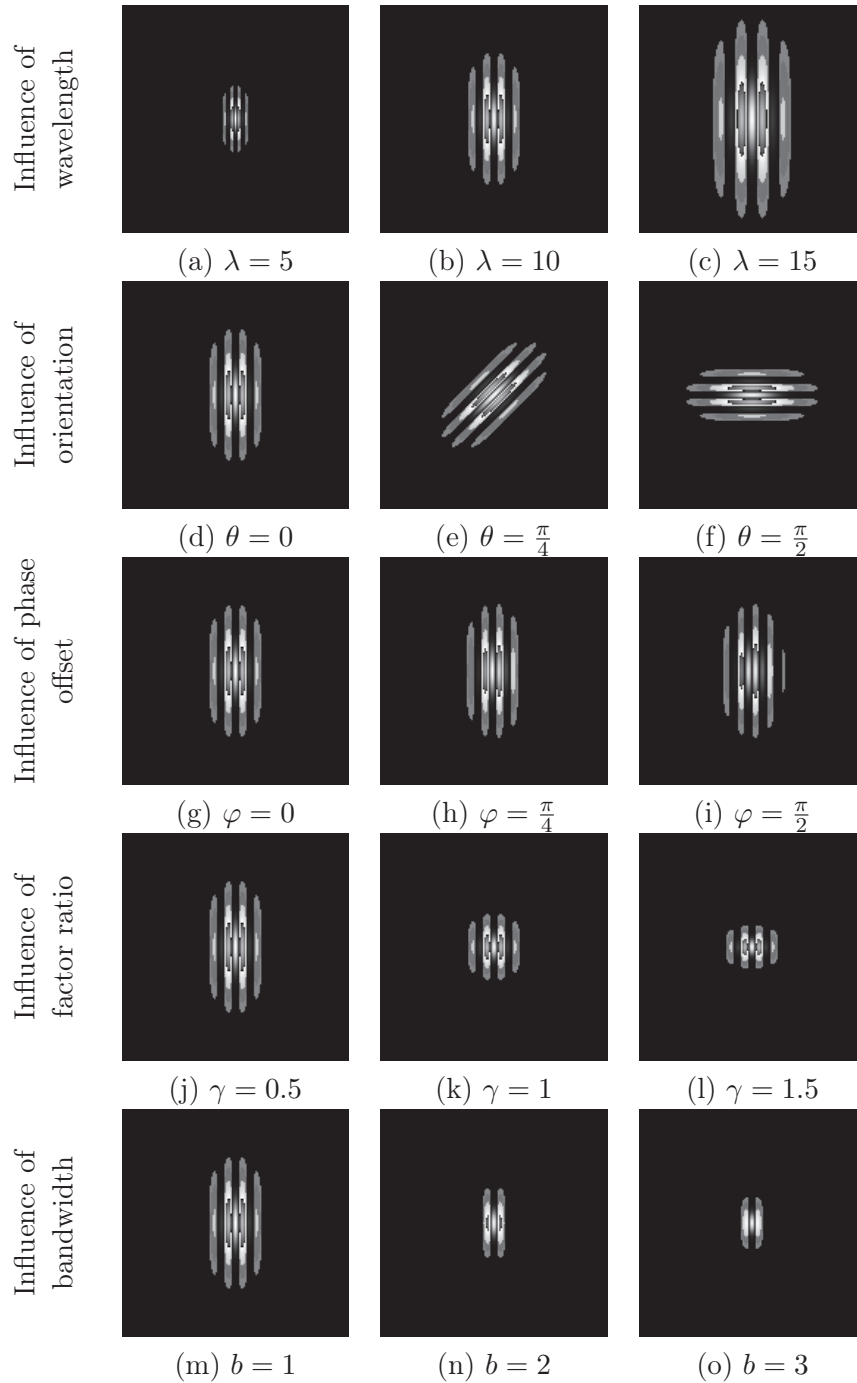 Influence of
wavelength
(a) λ = 5
(b) λ = 10
(c) λ = 15
Influence of
orientation
(d) θ = 0
(e) θ = π/4
(f) θ = π/2
Influence of phase
offset
(g) φ = 0
(h) φ = π/4
(i) φ = π/2
Influence of
factor ratio
(j) γ = 0.5
(k) γ = 1
(l) γ = 1.5
Influence of
bandwidth
(m) b = 1
(n) b = 2
(o) b = 3